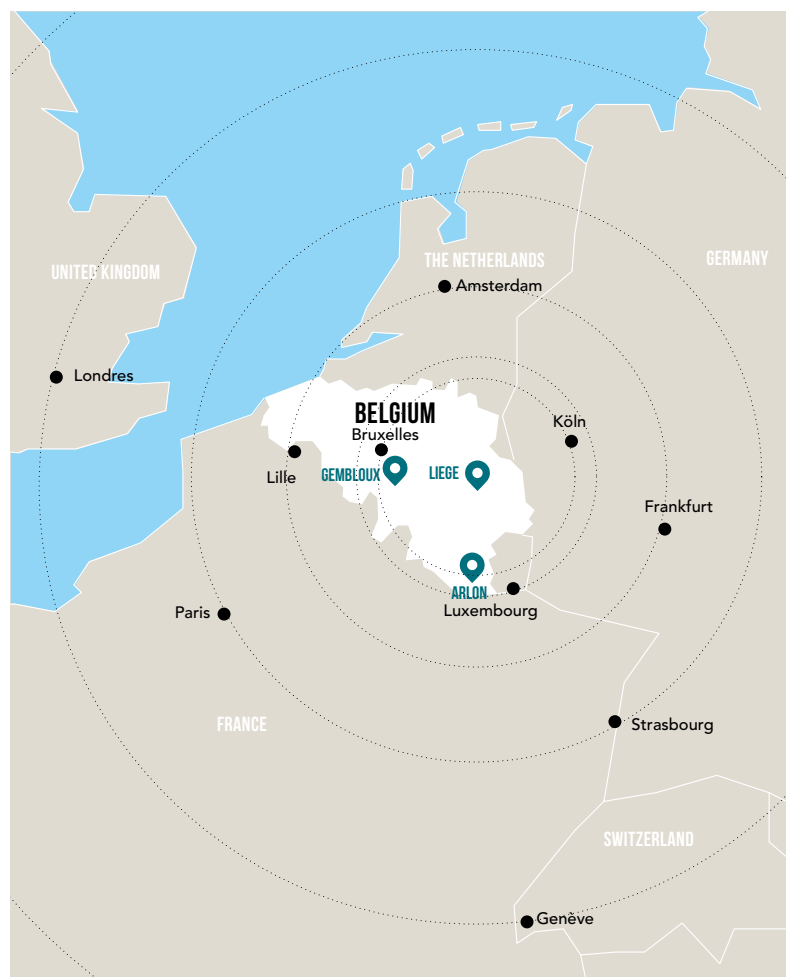 THE NETHERLANDS
GERMANY
UNITED KINGDOM
Amsterdam
Londres
BELGIUM
Köln
Bruxelles
Lille
GEMBLOUX
LIEGE
Frankfurt
ARLON
Luxembourg
Paris
FRANCE
Strasbourg
SWITZERLAND
Genève